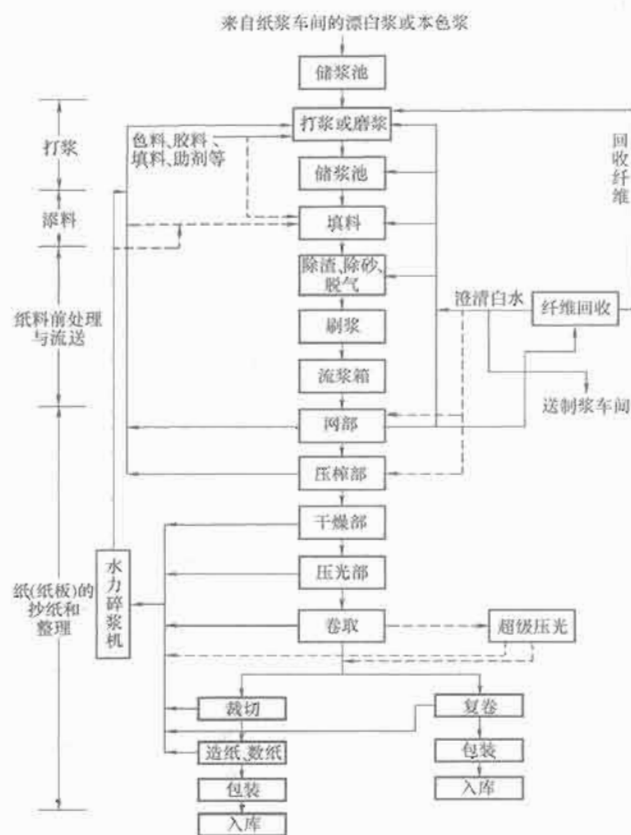 来自纸浆车间的漂白浆或本色浆
储浆池
打浆或磨浆
打浆
色料、胶料、
填料、助剂等
回收纤维
储浆池
添料
填料
除渣、除砂、
脱气
纸料前处理
与流送
澄清白水
纤维回收
刷浆
流浆箱
送制浆车间
网部
压榨部
干燥部
水力碎浆机
压光部
纸(纸板)的
抄纸和
整理
卷取
超级压光
裁切
复卷
造纸、数纸
包装
包装
入库
入库